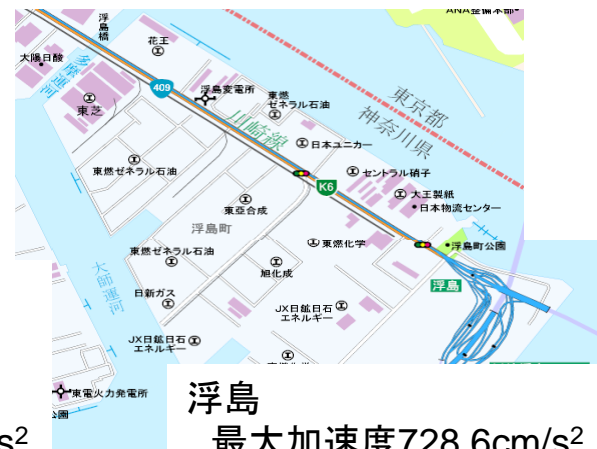 ANA整備本部
浮島橋
花王
大陽日酸
多摩運河
409
浮島変電所
東燃
ゼネラル石油
東京都
神奈川県
東芝
川崎線
日本ユニカー
東燃ゼネラル石油
セントラル硝子
K6
大王製紙
東亞合成
日本物流センター
浮島町
東燃化学
浮島町公園
東燃ゼネラル石油
旭化成
浮島
大師運河
日新ガス
JX日鉱日石
エネルギー
JX日鉱日石
エネルギー
東電火力発電所
公園
浮島
s2
最大加速度728.6cm/s2